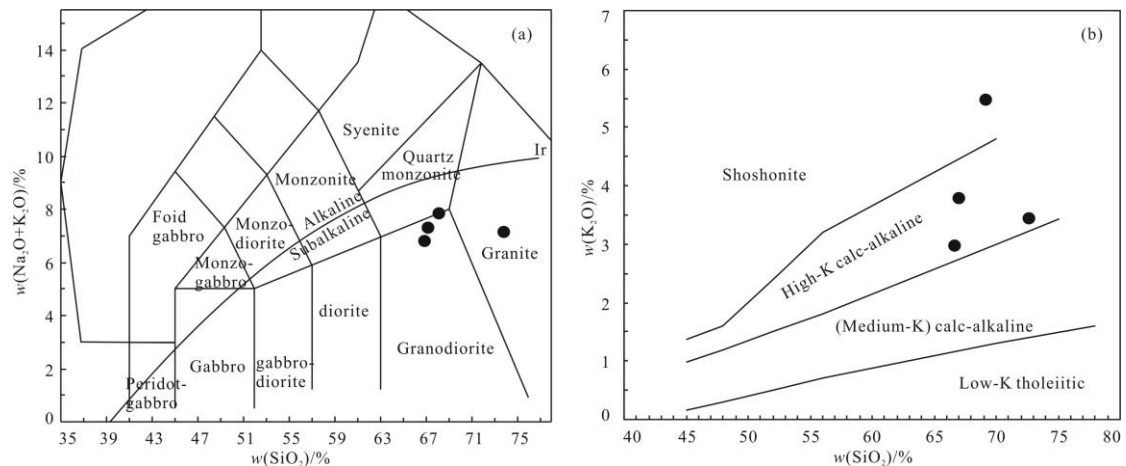 (a)
14
12
10
8
6
4
2
0
w(Na₂O+K₂O)/%
Syenite
Quartz
monzonite
Ir
Monzonite
Alkaline
Subalkaline
Foid
gabbro
Monzo-
diorite
Monzo-
gabbro
Granite
diorite
Granodiorite
Gabbro
gabbro-
diorite
Peridot-
gabbro
35 39 43 47 51 55 59 61 63 67 71 75 78
w(SiO₂)/%
(b)
7
6
5
4
3
2
1
0
w(K₂O)/%
Shoshonite
High-K calc-alkaline
(Medium-K) calc-alkaline
Low-K tholeiitic
40 45 50 55 60 65 70 75 80
w(SiO₂)/%